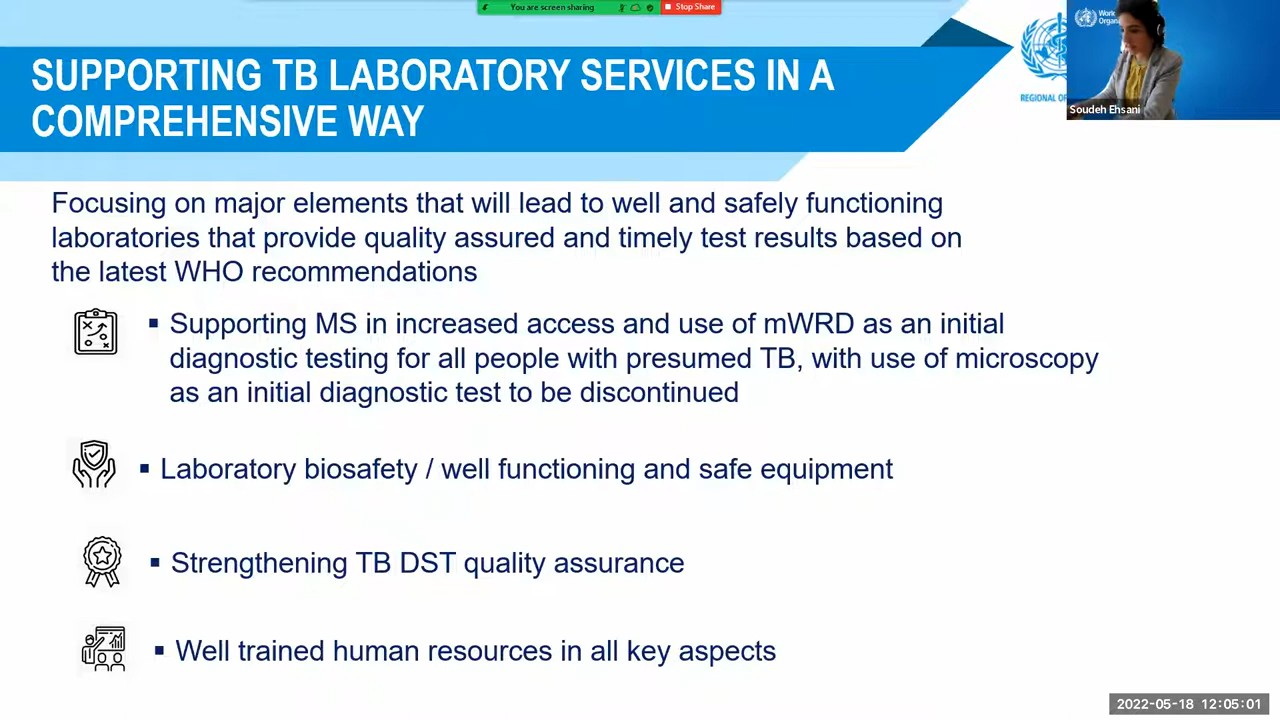 You are screen sharing
Stop Share
SUPPORTING TB LABORATORY SERVICES IN A
COMPREHENSIVE WAY
REGIONAL
Soudeh Ehsani
Focusing on major elements that will lead to well and safely functioning
laboratories that provide quality assured and timely test results based on
the latest WHO recommendations
▪ Supporting MS in increased access and use of mWRD as an initial
diagnostic testing for all people with presumed TB, with use of microscopy
as an initial diagnostic test to be discontinued
▪ Laboratory biosafety / well functioning and safe equipment
▪ Strengthening TB DST quality assurance
▪ Well trained human resources in all key aspects
2022-05-18 12:05:01